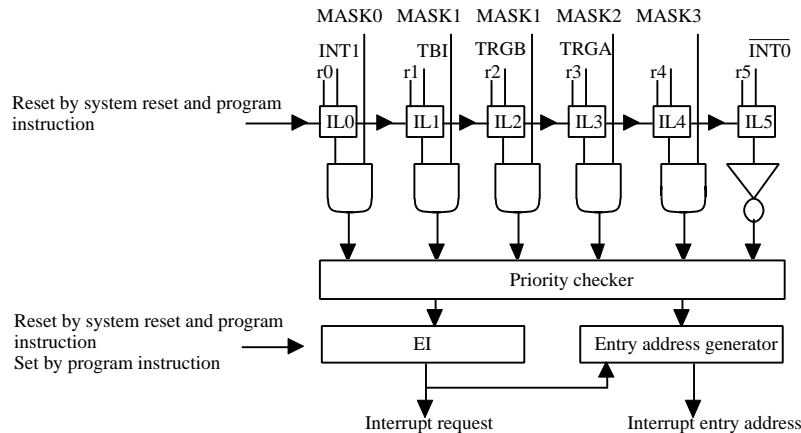 MASK0 MASK1 MASK1 MASK2 MASK3
INT1 TBI TRGB TRGA INT0
r0 r1 r2 r3 r4 r5
Reset by system reset and program
instruction
IL0 IL1 IL2 IL3 IL4 IL5
Priority checker
Reset by system reset and program
instruction
Set by program instruction
EI
Entry address generator
Interrupt request
Interrupt entry address